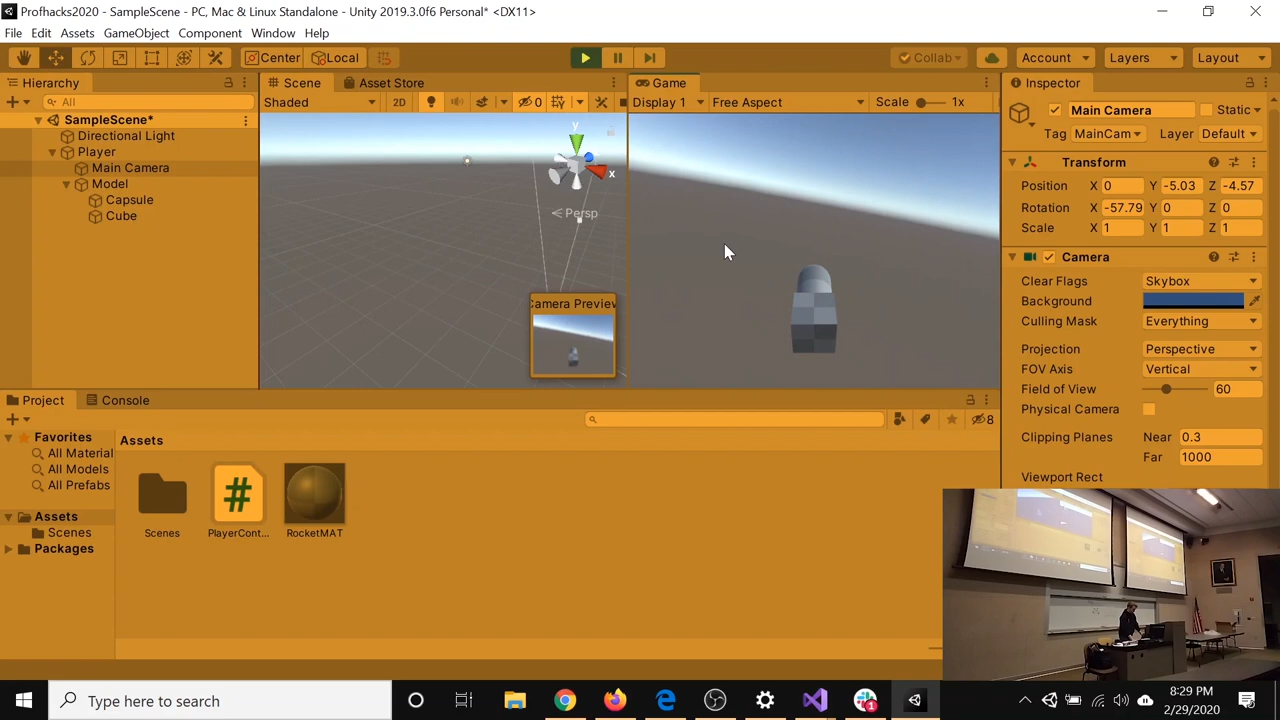 Profhacks2020 - SampleScene - PC, Mac & Linux Standalone - Unity 2019.3.0f6 Personal* <DX11>
File Edit Assets GameObject Component Window Help
Center Local Collab Account Layers Layout
Hierarchy
All
SampleScene*
Directional Light
Player
Main Camera
Model
Capsule
Cube
Scene Asset Store
Shaded 2D 0
y
x
Persp
Camera Preview
Game
Display 1 Free Aspect Scale 1x
Inspector
Main Camera Static
Tag MainCam Layer Default
Transform
Position X 0 Y -5.03 Z -4.57
Rotation X -57.79 Y 0 Z 0
Scale X 1 Y 1 Z 1
Camera
Clear Flags Skybox
Background
Culling Mask Everything
Projection Perspective
FOV Axis Vertical
Field of View 60
Physical Camera
Clipping Planes Near 0.3
Far 1000
Viewport Rect
Project Console
8
Favorites
All Material
All Models
All Prefabs
Assets
Scenes
Packages
Assets
Scenes PlayerCont... RocketMAT
Type here to search
1
8:29 PM
2/29/2020